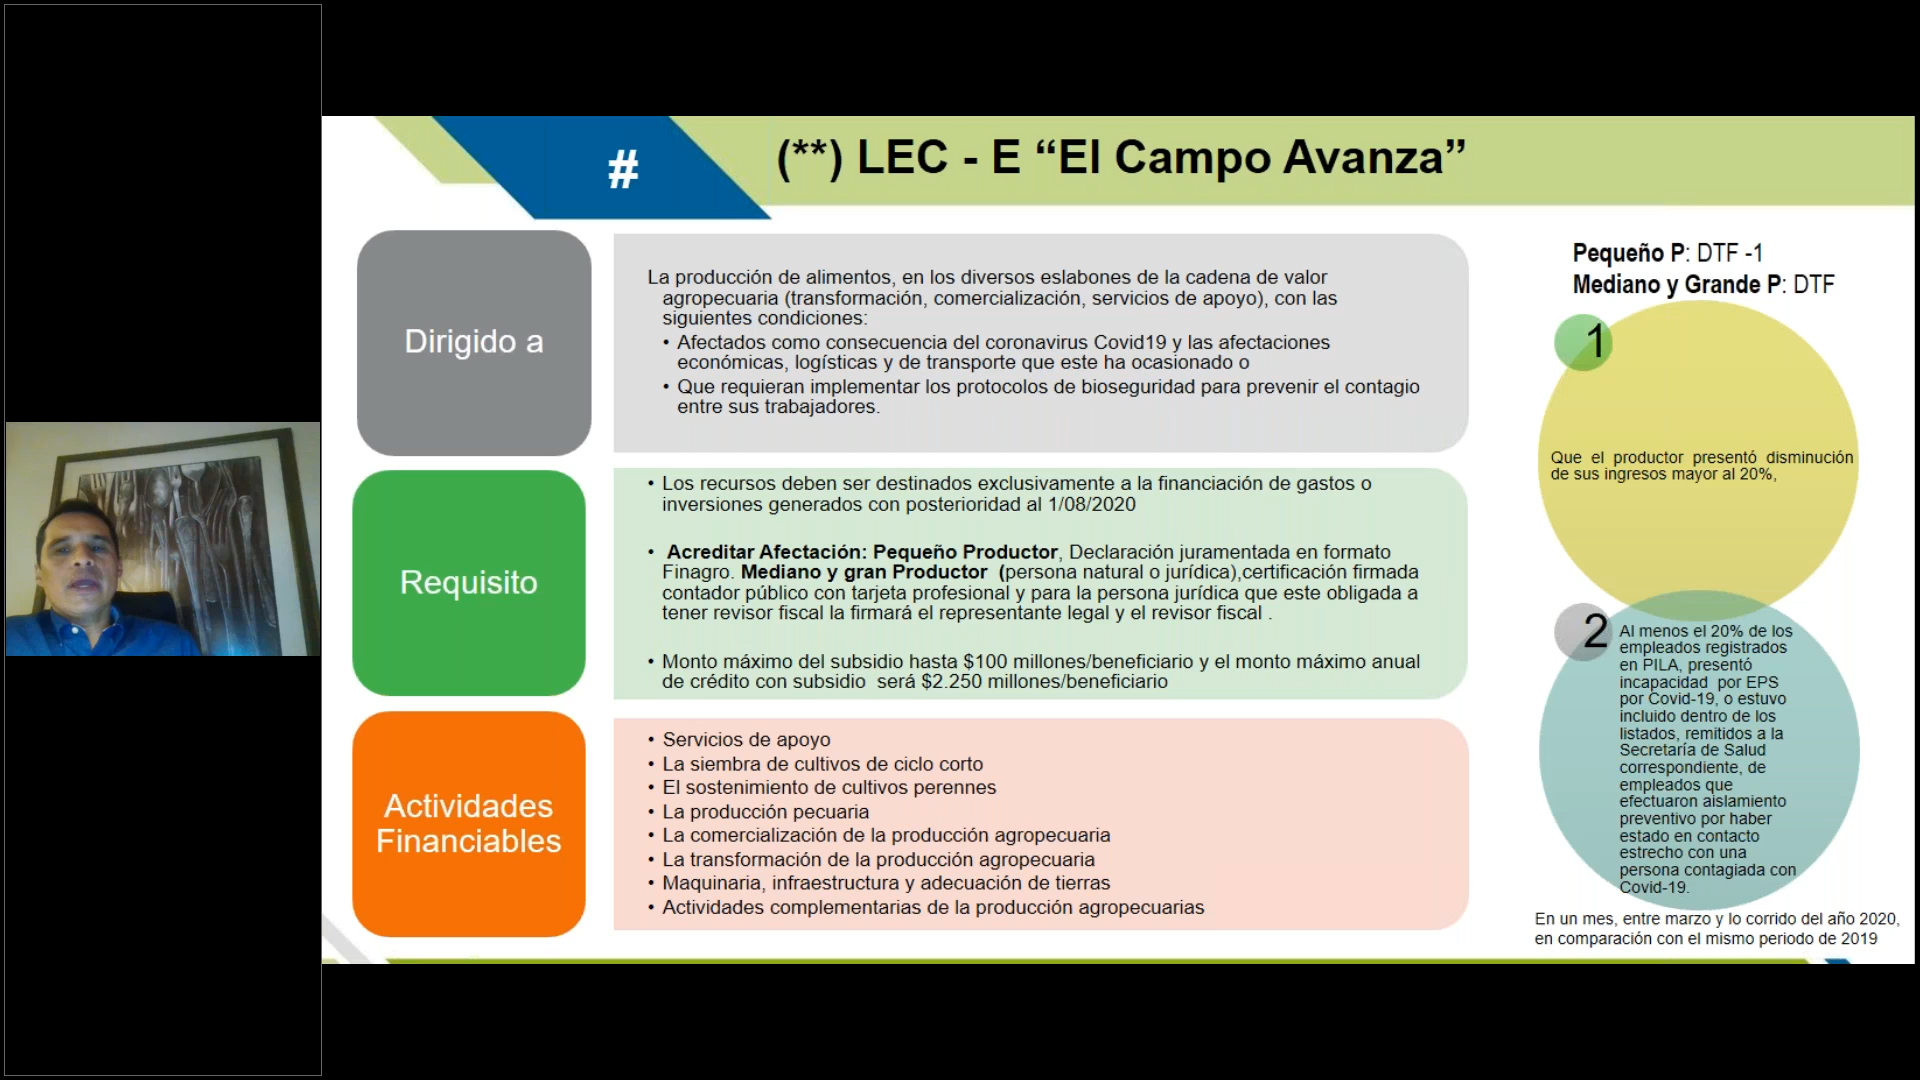 #
(**) LEC - E “El Campo Avanza”
Dirigido a
La producción de alimentos, en los diversos eslabones de la cadena de valor
agropecuaria (transformación, comercialización, servicios de apoyo), con las
siguientes condiciones:
• Afectados como consecuencia del coronavirus Covid19 y las afectaciones
económicas, logísticas y de transporte que este ha ocasionado o
• Que requieran implementar los protocolos de bioseguridad para prevenir el contagio
entre sus trabajadores.
Requisito
• Los recursos deben ser destinados exclusivamente a la financiación de gastos o
inversiones generados con posterioridad al 1/08/2020
• Acreditar Afectación: Pequeño Productor, Declaración juramentada en formato
Finagro. Mediano y gran Productor (persona natural o jurídica),certificación firmada
contador público con tarjeta profesional y para la persona jurídica que este obligada a
tener revisor fiscal la firmará el representante legal y el revisor fiscal .
• Monto máximo del subsidio hasta $100 millones/beneficiario y el monto máximo anual
de crédito con subsidio será $2.250 millones/beneficiario
Actividades
Financiables
• Servicios de apoyo
• La siembra de cultivos de ciclo corto
• El sostenimiento de cultivos perennes
• La producción pecuaria
• La comercialización de la producción agropecuaria
• La transformación de la producción agropecuaria
• Maquinaria, infraestructura y adecuación de tierras
• Actividades complementarias de la producción agropecuarias
Pequeño P: DTF -1
Mediano y Grande P: DTF
1
Que el productor presentó disminución
de sus ingresos mayor al 20%,
2
Al menos el 20% de los
empleados registrados
en PILA, presentó
incapacidad por EPS
por Covid-19, o estuvo
incluido dentro de los
listados, remitidos a la
Secretaría de Salud
correspondiente, de
empleados que
efectuaron aislamiento
preventivo por haber
estado en contacto
estrecho con una
persona contagiada con
Covid-19.
En un mes, entre marzo y lo corrido del año 2020,
en comparación con el mismo periodo de 2019